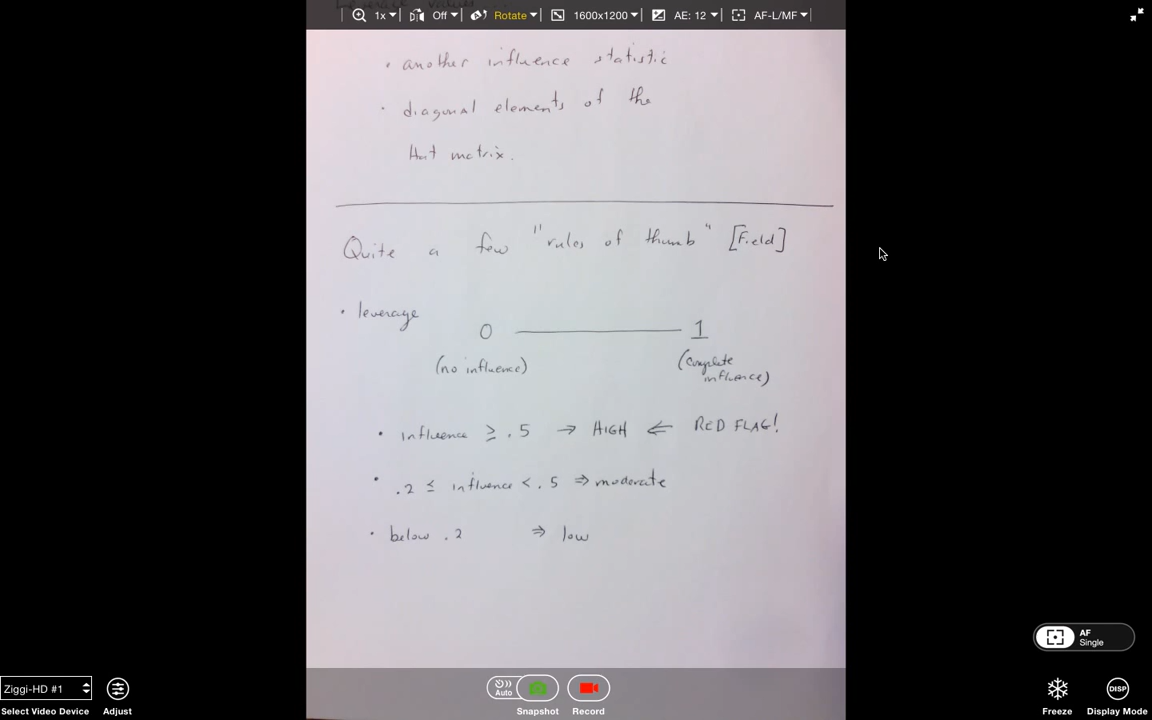 1x Off Rotate 1600x1200 AE: 12 AF-L/MF
• another influence statistic
• diagonal elements of the
Hat matrix.
Quite a few "rules of thumb" [Field]
• leverage
0 1
(no influence) (complete influence)
• influence ≥ .5 → HIGH ⇐ RED FLAG!
• .2 ≤ influence < .5 ⇒ moderate
• below .2 ⇒ low
AF
Single
Ziggi-HD #1
Auto
DISP
Select Video Device Adjust Snapshot Record Freeze Display Mode